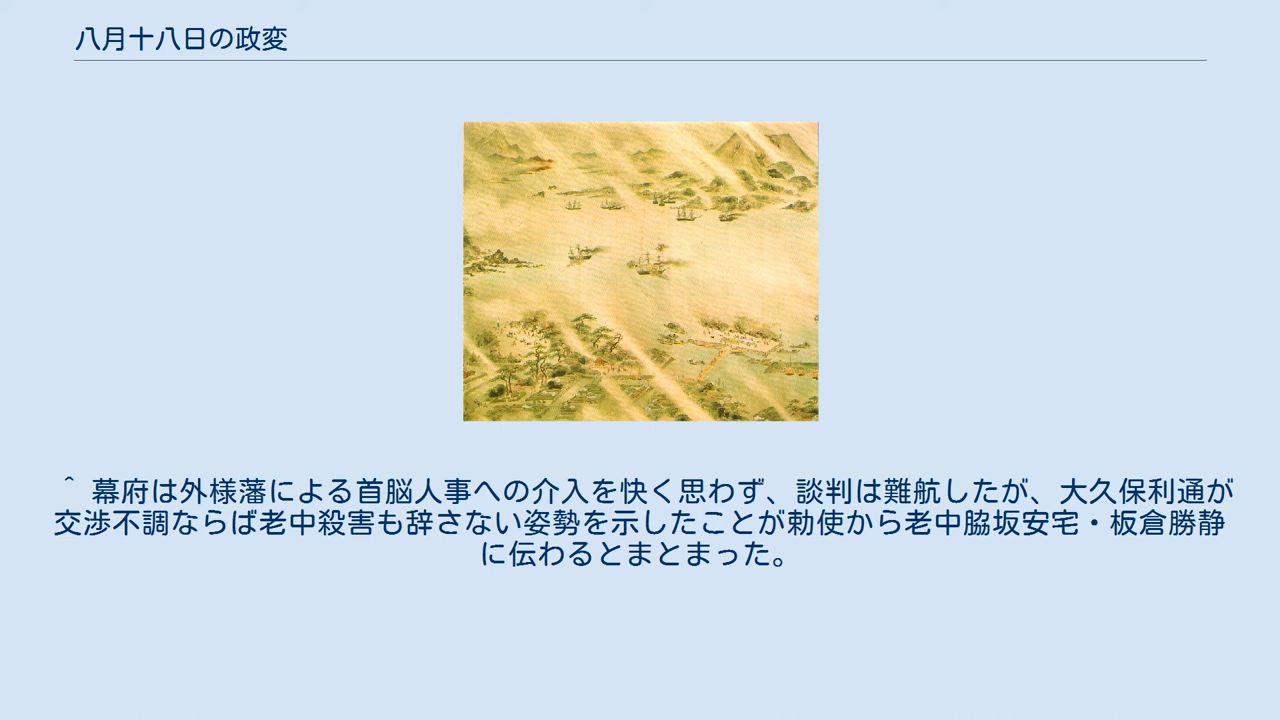 八月十八日の政変
^ 幕府は外様藩による首脳人事への介入を快く思わず、談判は難航したが、大久保利通が
交渉不調ならば老中殺害も辞さない姿勢を示したことが勅使から老中脇坂安宅・板倉勝静
に伝わるとまとまった。